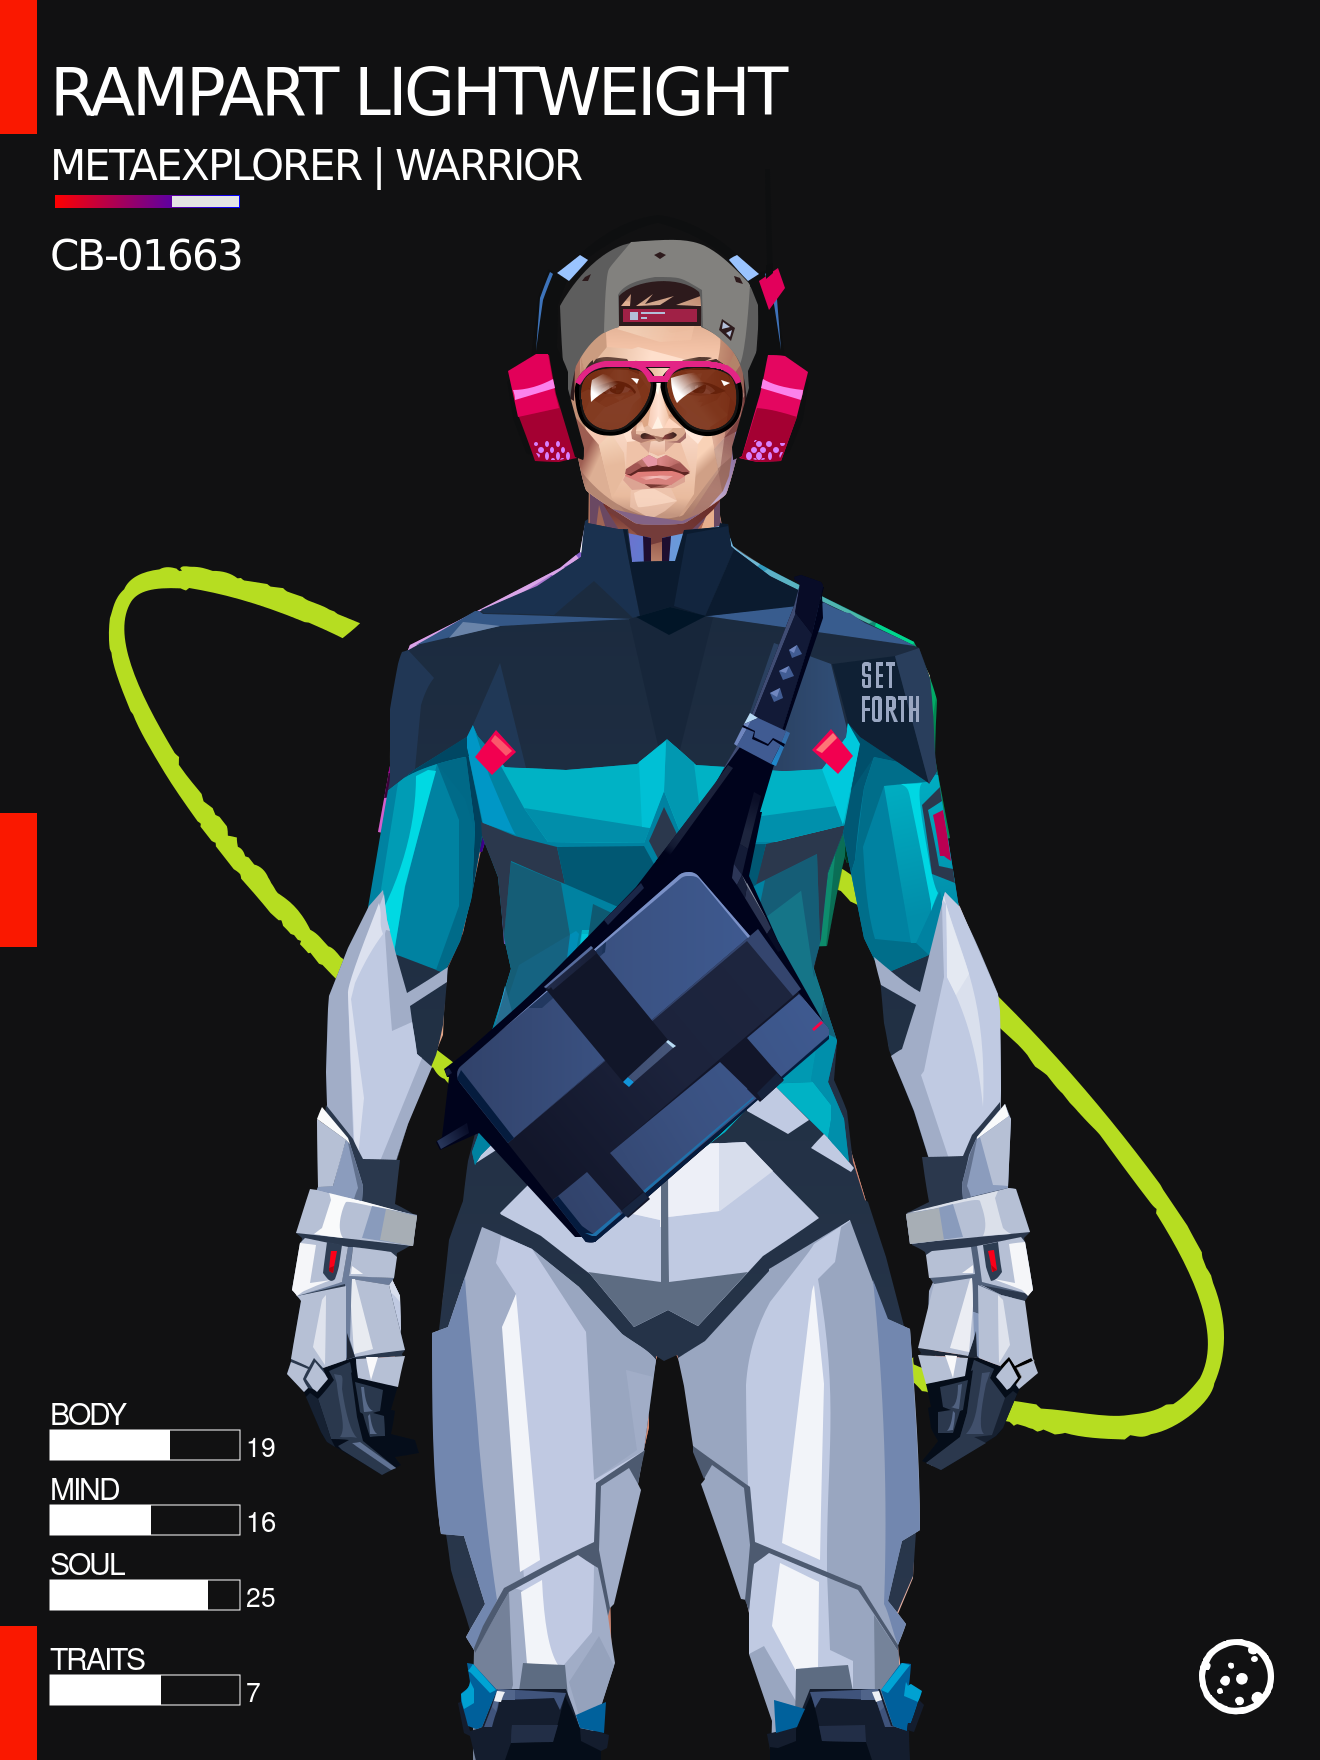 RAMPART LIGHTWEIGHT
METAEXPLORER | WARRIOR
CB-01663
SET
FORTH
BODY
19
MIND
16
SOUL
25
TRAITS
7